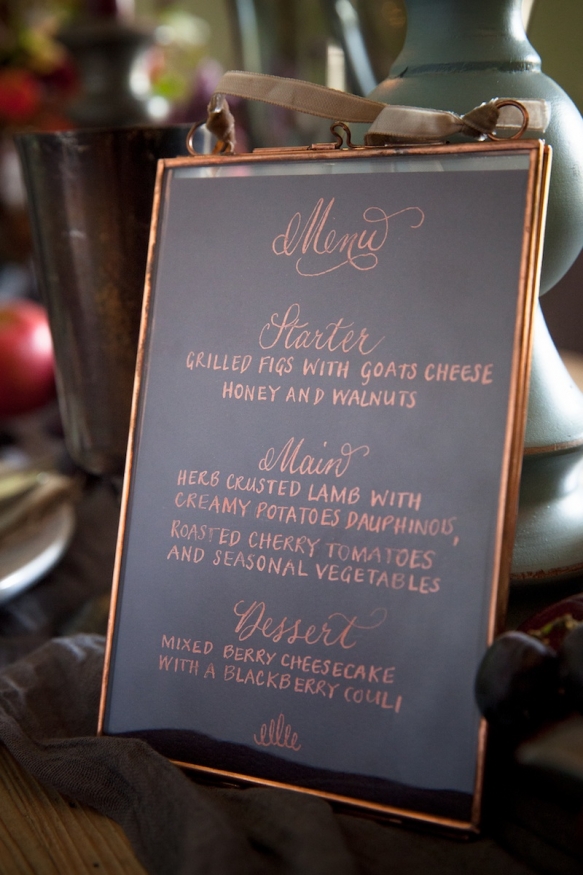 Menu
Starter
GRILLED FIGS WITH GOATS CHEESE
HONEY AND WALNUTS
Main
HERB CRUSTED LAMB WITH
CREAMY POTATOES DAUPHINOIS,
ROASTED CHERRY TOMATOES
AND SEASONAL VEGETABLES
Dessert
MIXED BERRY CHEESECAKE
WITH A BLACKBERRY COULI